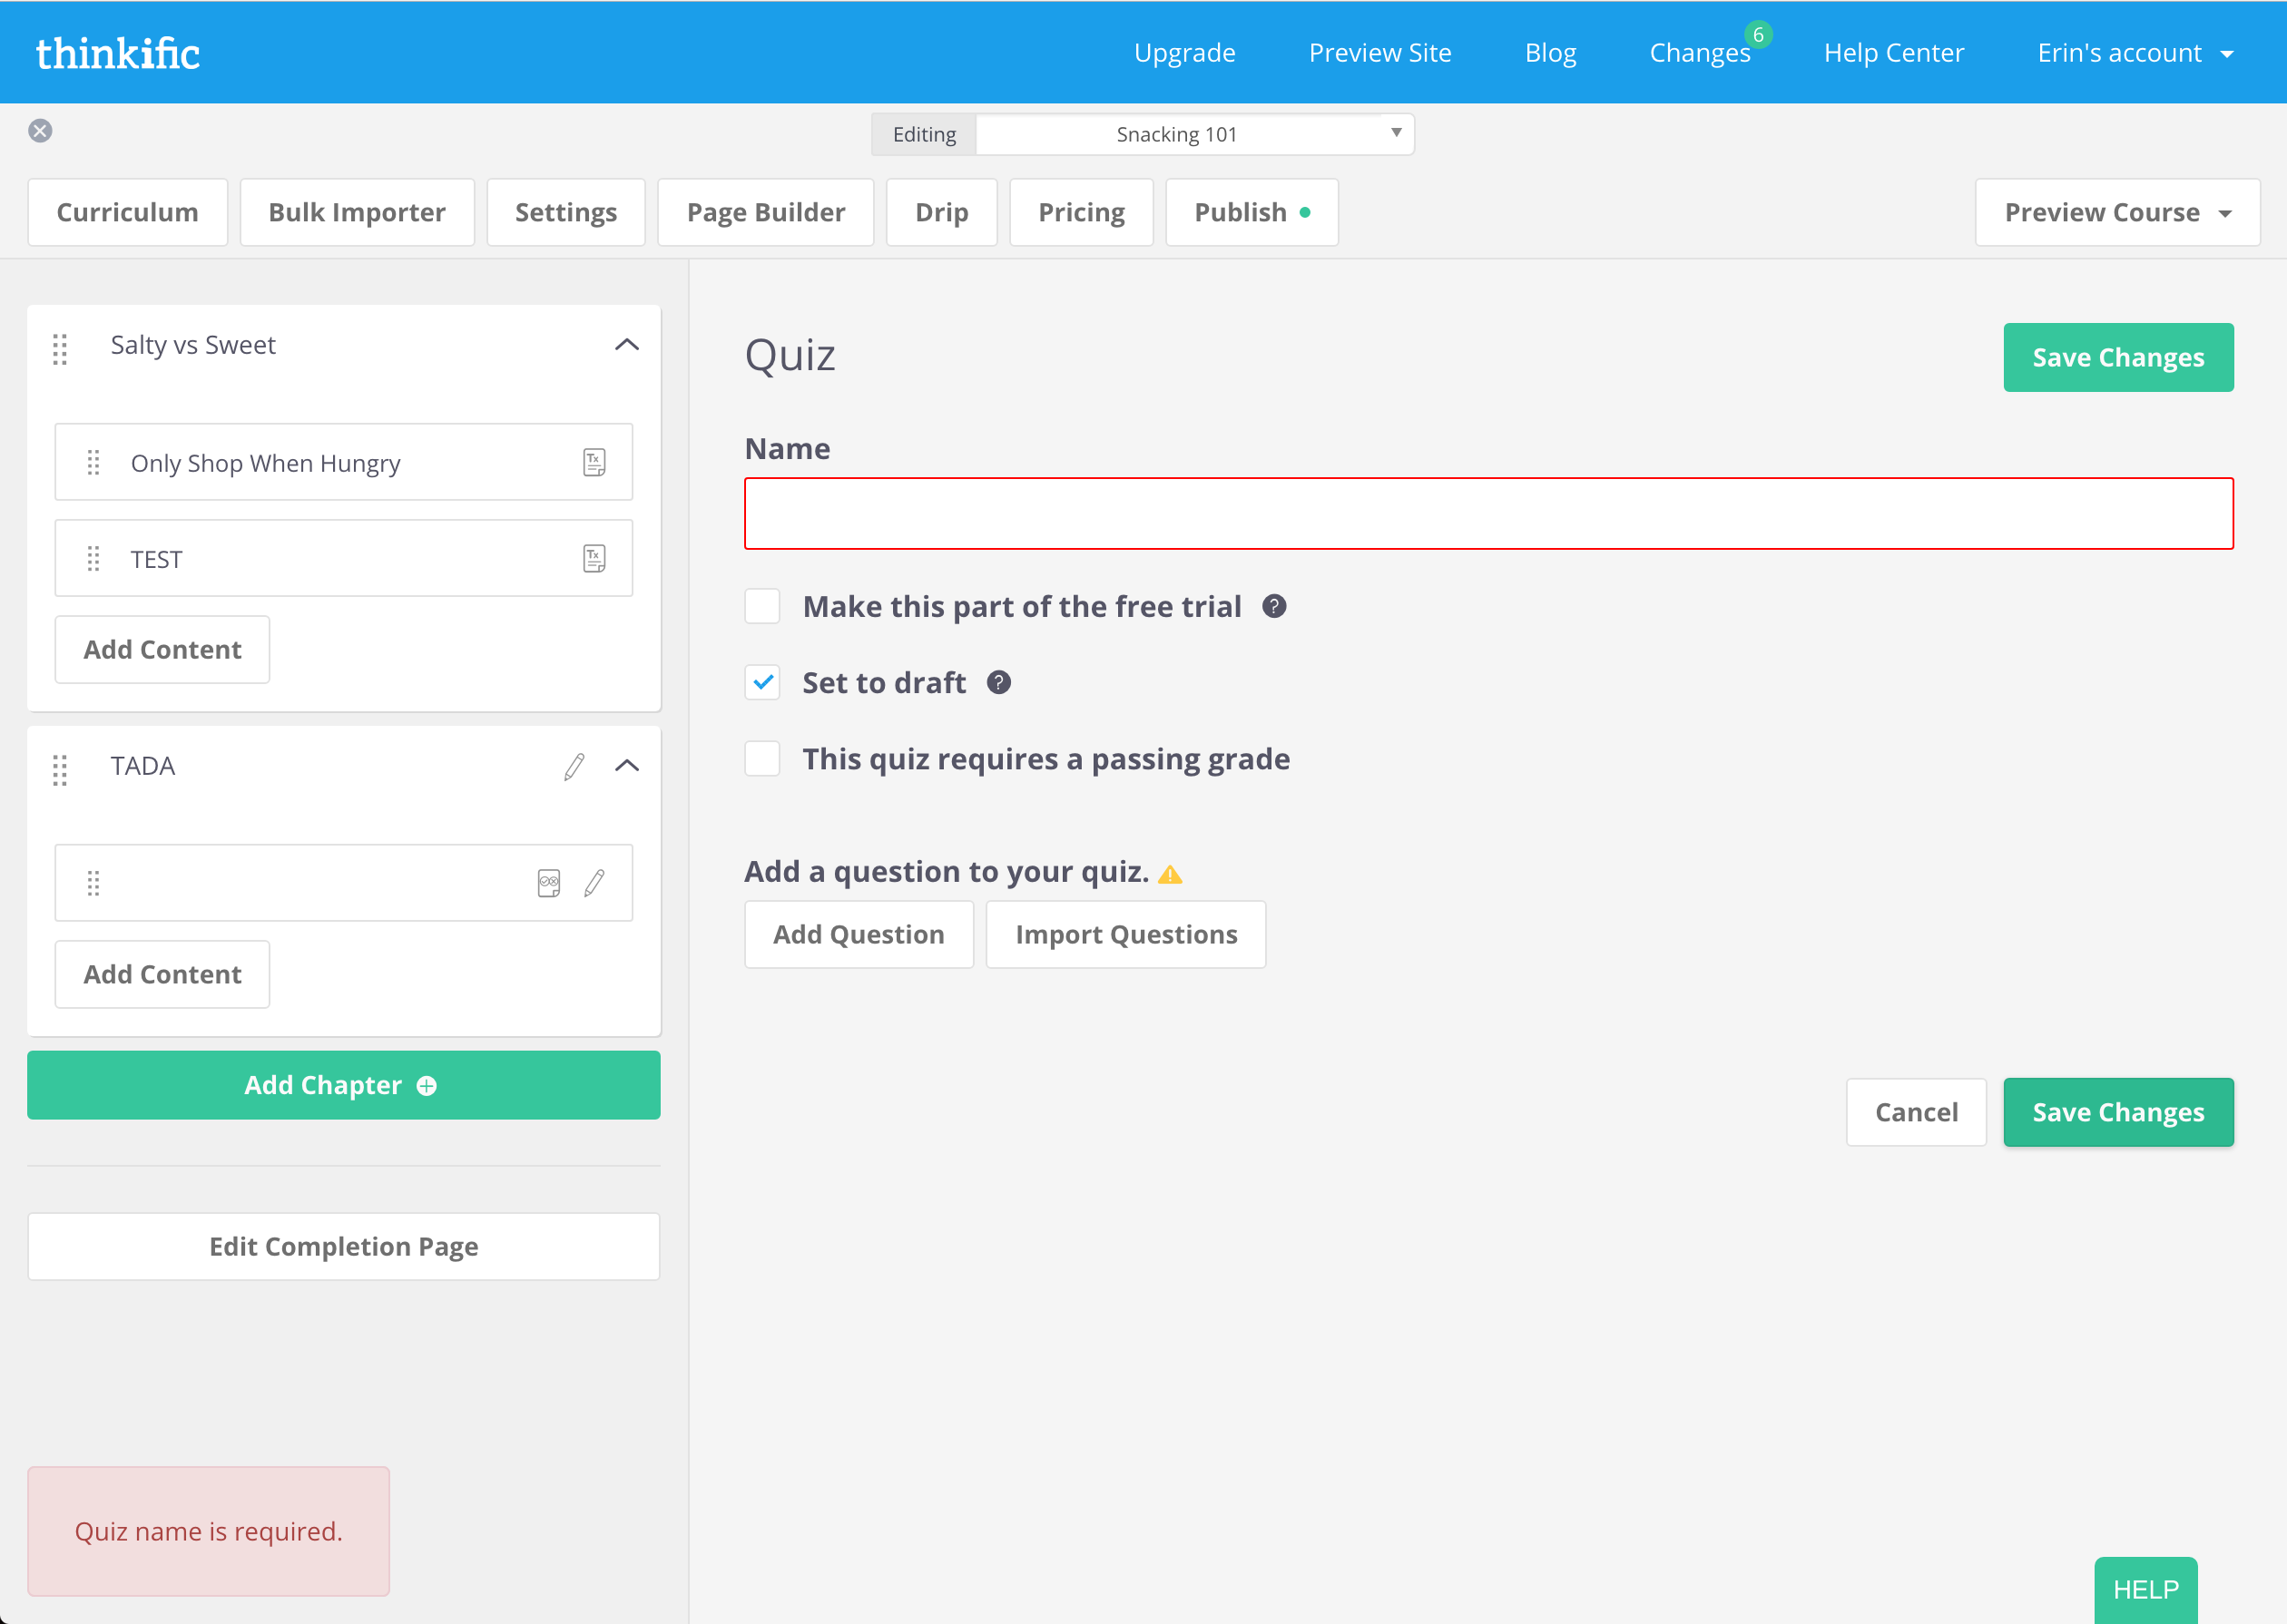 thinkific
Upgrade Preview Site Blog Changes 6 Help Center Erin's account
Editing Snacking 101
Curriculum Bulk Importer Settings Page Builder Drip Pricing Publish Preview Course
Salty vs Sweet
Only Shop When Hungry
TEST
Add Content
TADA
Add Content
Add Chapter
Edit Completion Page
Quiz name is required.
Quiz
Save Changes
Name
Make this part of the free trial ?
Set to draft ?
This quiz requires a passing grade
Add a question to your quiz.
Add Question Import Questions
Cancel Save Changes
HELP